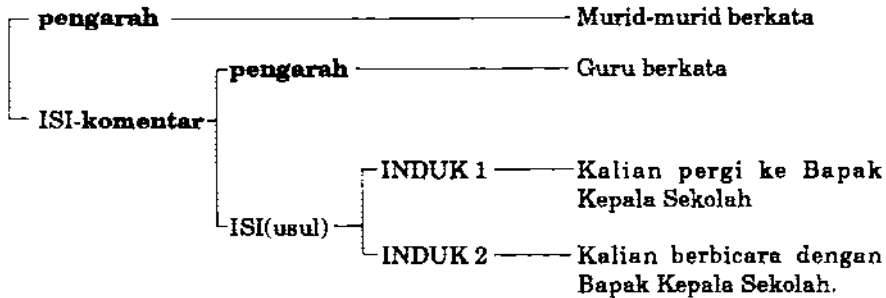 pengarah Murid-murid berkata
pengarah Guru berkata
ISI-komentar
INDUK 1 Kalian pergi ke Bapak
Kepala Sekolah
ISI(usul)
INDUK 2 Kalian berbicara dengan
Bapak Kepala Sekolah.